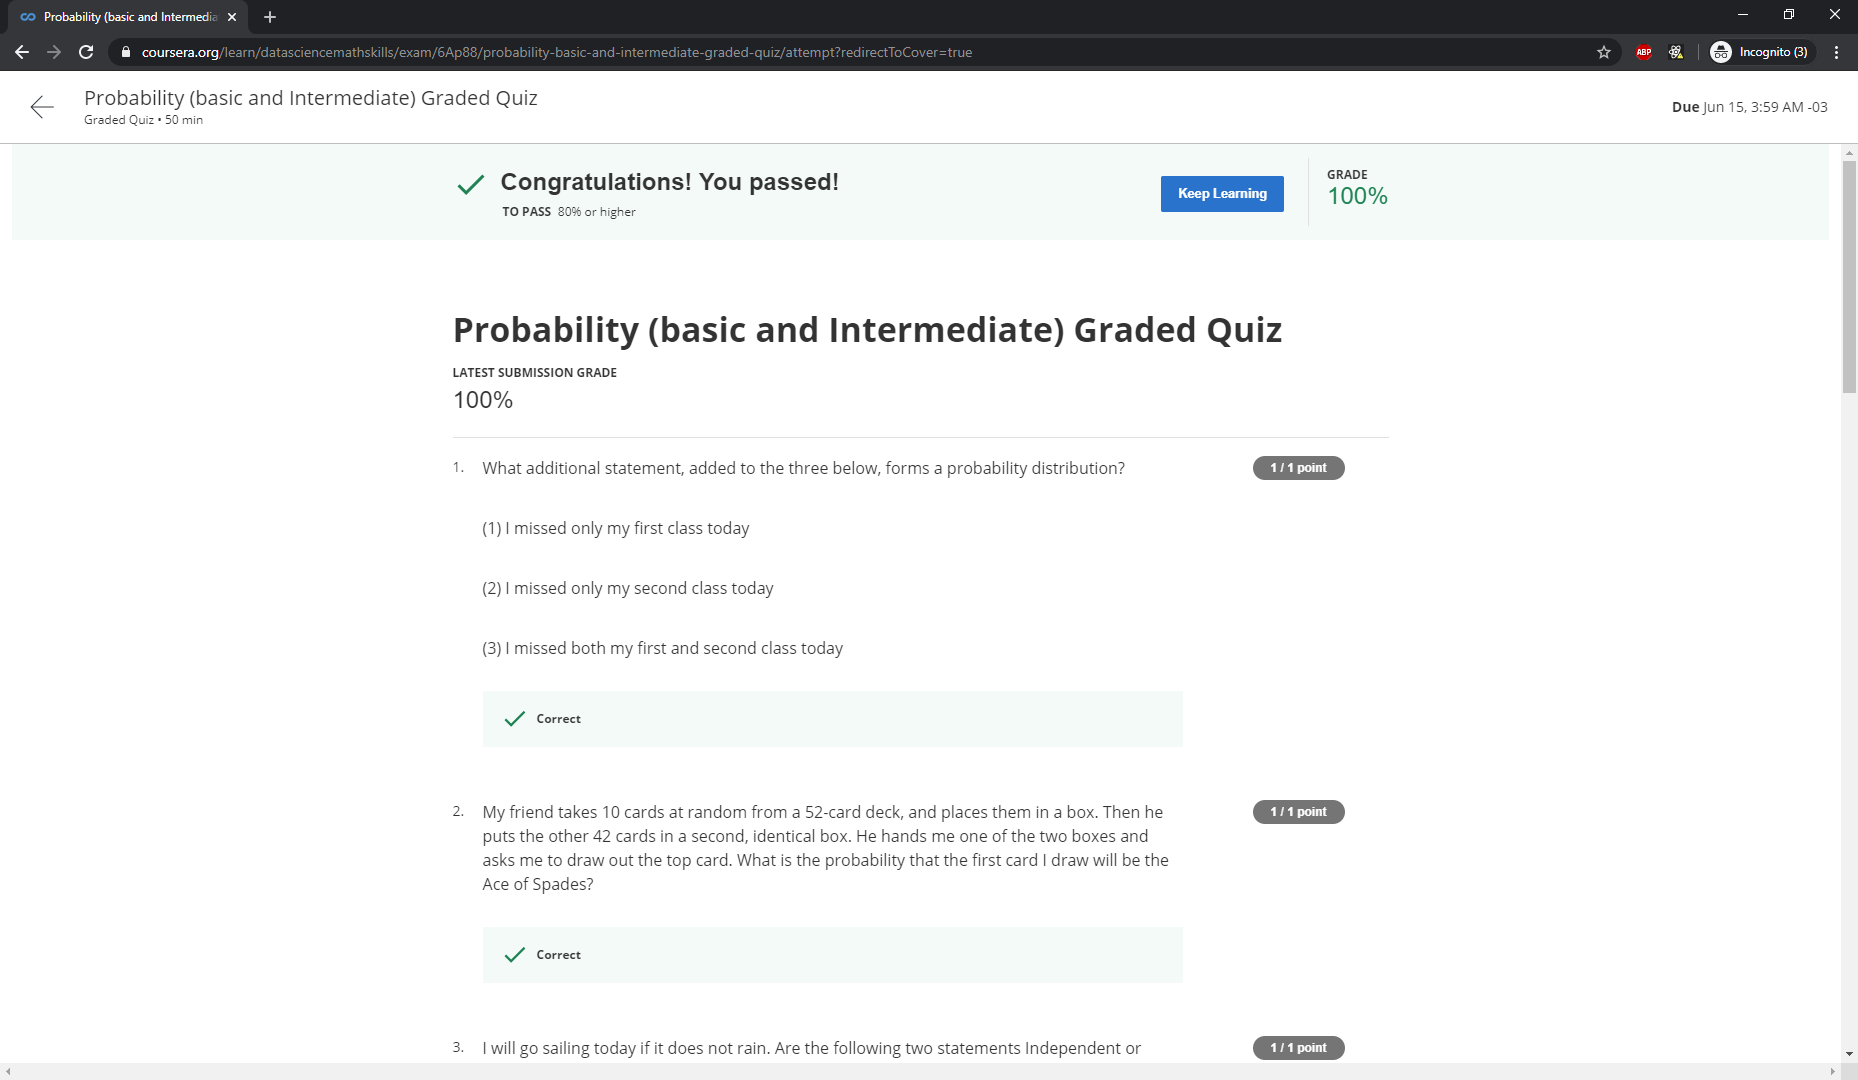 Probability (basic and Intermedia
coursera.org/learn/datasciencemathskills/exam/6Ap88/probability-basic-and-intermediate-graded-quiz/attempt?redirectToCover=true
ABP
Incognito (3)
Probability (basic and Intermediate) Graded Quiz
Graded Quiz • 50 min
Due Jun 15, 3:59 AM -03
Congratulations! You passed!
TO PASS 80% or higher
Keep Learning
GRADE
100%
Probability (basic and Intermediate) Graded Quiz
LATEST SUBMISSION GRADE
100%
1. What additional statement, added to the three below, forms a probability distribution?
1 / 1 point
(1) I missed only my first class today
(2) I missed only my second class today
(3) I missed both my first and second class today
Correct
2. My friend takes 10 cards at random from a 52-card deck, and places them in a box. Then he
puts the other 42 cards in a second, identical box. He hands me one of the two boxes and
asks me to draw out the top card. What is the probability that the first card I draw will be the
Ace of Spades?
1 / 1 point
Correct
3. I will go sailing today if it does not rain. Are the following two statements Independent or
1 / 1 point